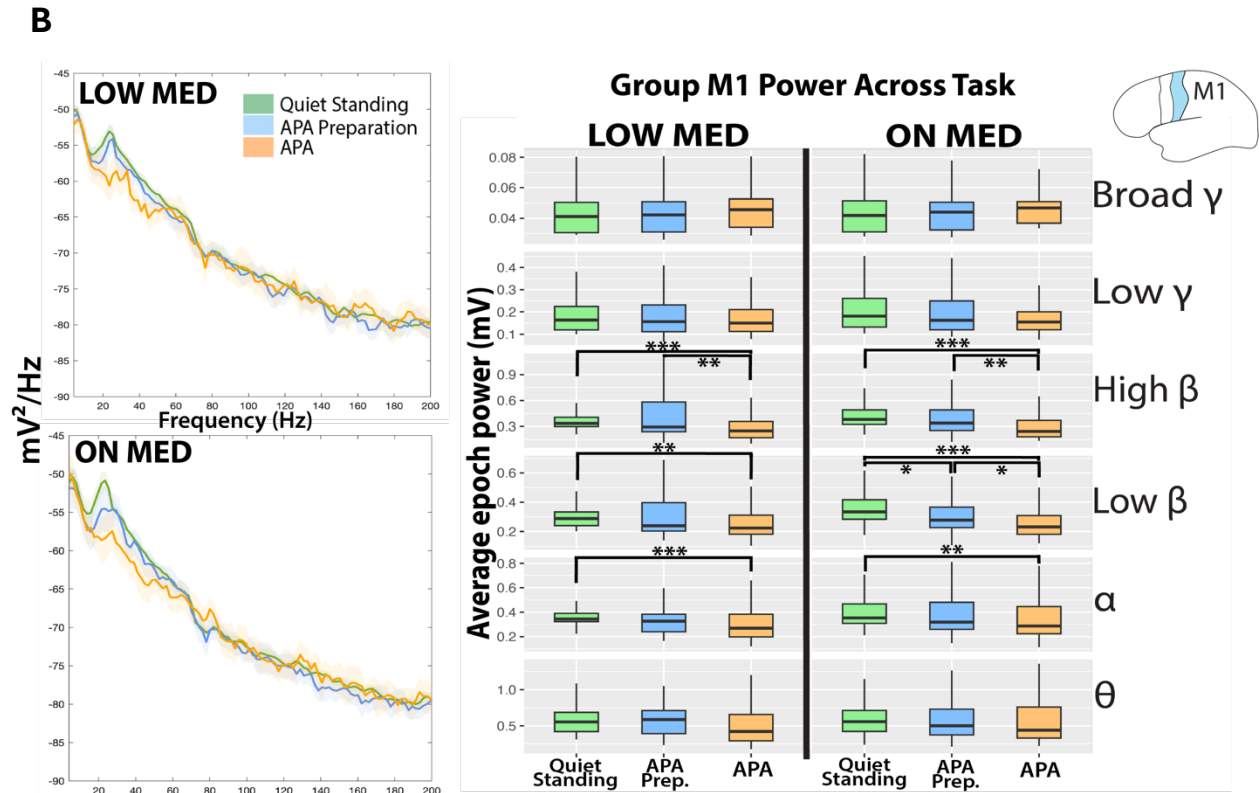 B
-45
-50
-55
-60
-65
-70
-75
-80
-85
-90
LOW MED
Quiet Standing
APA Preparation
APA
20 40 60 80 100 120 140 160 180 200
Frequency (Hz)
mV²/Hz
-45
-50
-55
-60
-65
-70
-75
-80
-85
-90
ON MED
20 40 60 80 100 120 140 160 180 200
Group M1 Power Across Task
M1
LOW MED ON MED
Average epoch power (mV)
0.08
0.06
0.04
Broad γ
0.4
0.3
0.2
0.1
Low γ
*** ***
** **
0.9
0.6
0.3
High β
** ***
* *
0.6
0.4
0.2
Low β
*** **
0.8
0.6
0.4
0.2
α
1.0
0.5
θ
Quiet Standing APA Prep. APA Quiet Standing APA Prep. APA